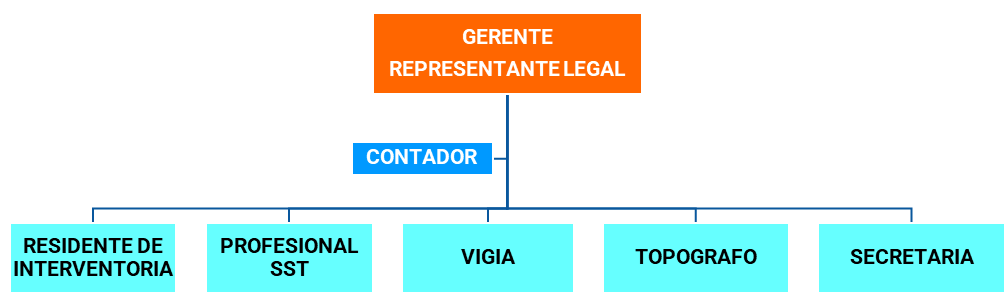 GERENTE
REPRESENTANTE LEGAL
CONTADOR
RESIDENTE DE
INTERVENTORIA
PROFESIONAL
SST
VIGIA
TOPOGRAFO
SECRETARIA